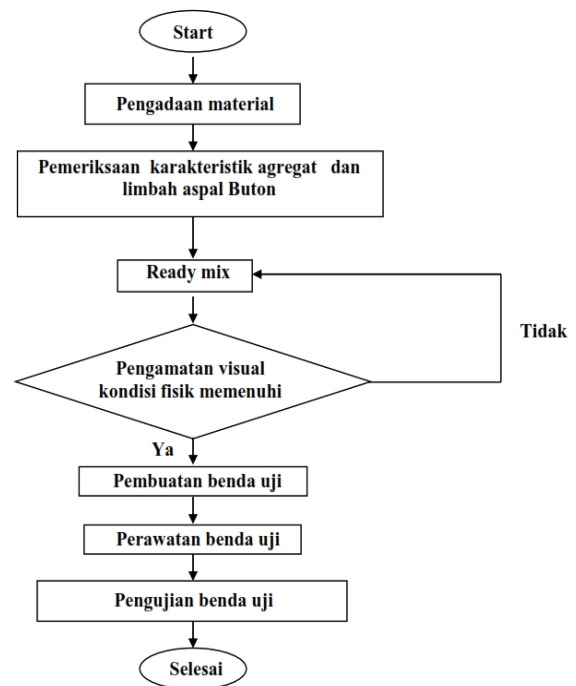 Start
Pengadaan material
Pemeriksaan karakteristik agregat dan
limbah aspal Buton
Ready mix
Tidak
Pengamatan visual
kondisi fisik memenuhi
Ya
Pembuatan benda uji
Perawatan benda uji
Pengujian benda uji
Selesai